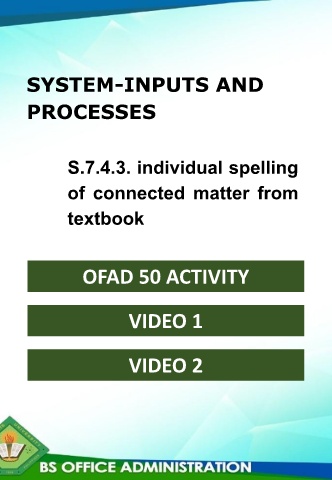 SYSTEM-INPUTS AND
PROCESSES
S.7.4.3. individual spelling
of connected matter from
textbook
OFAD 50 ACTIVITY
VIDEO 1
VIDEO 2
BS OFFICE ADMINISTRATION